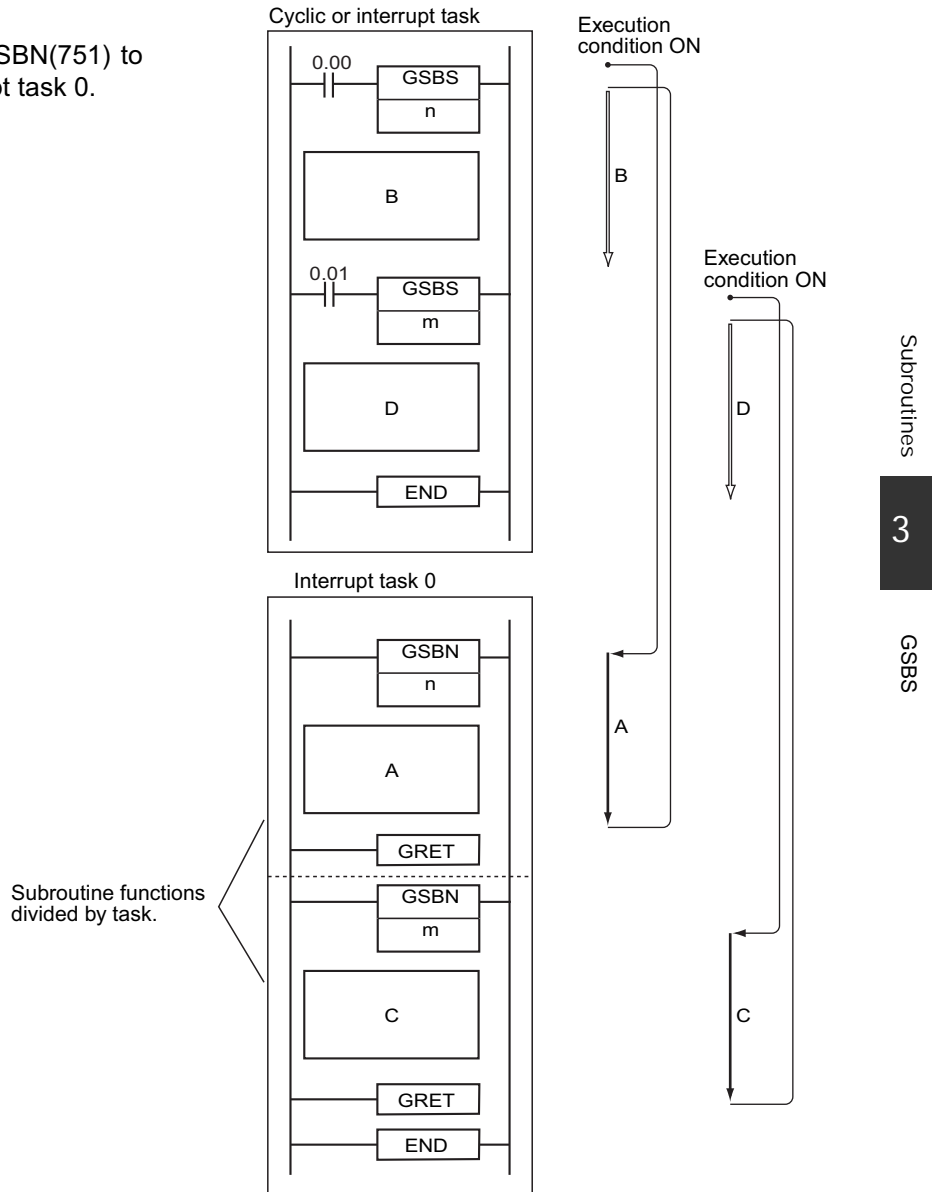 SBN(751) to
t task 0.
Cyclic or interrupt task
0.00
GSBS
n
B
0.01
GSBS
m
D
END
Execution
condition ON
B
Execution
condition ON
D
Interrupt task 0
GSBN
n
A
GRET
GSBN
m
C
GRET
END
A
C
Subroutine functions
divided by task.
Subroutines
3
GSBS